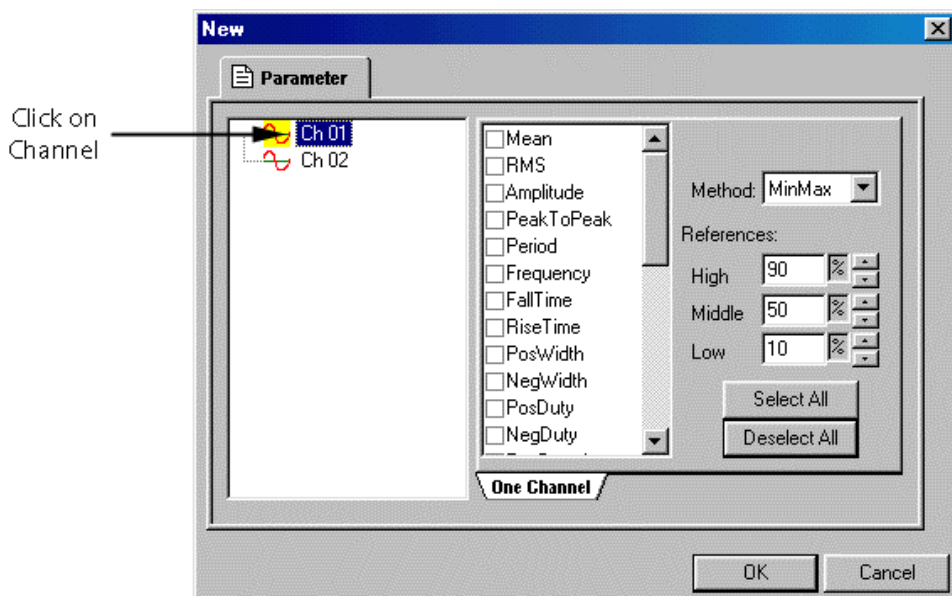 New
Parameter
Click on
Channel
Ch 01
Ch 02
Mean
RMS
Amplitude
PeakToPeak
Period
Frequency
FallTime
RiseTime
PosWidth
NegWidth
PosDuty
NegDuty
Method: MinMax
References:
High 90 %
Middle 50 %
Low 10 %
Select All
Deselect All
One Channel
OK
Cancel